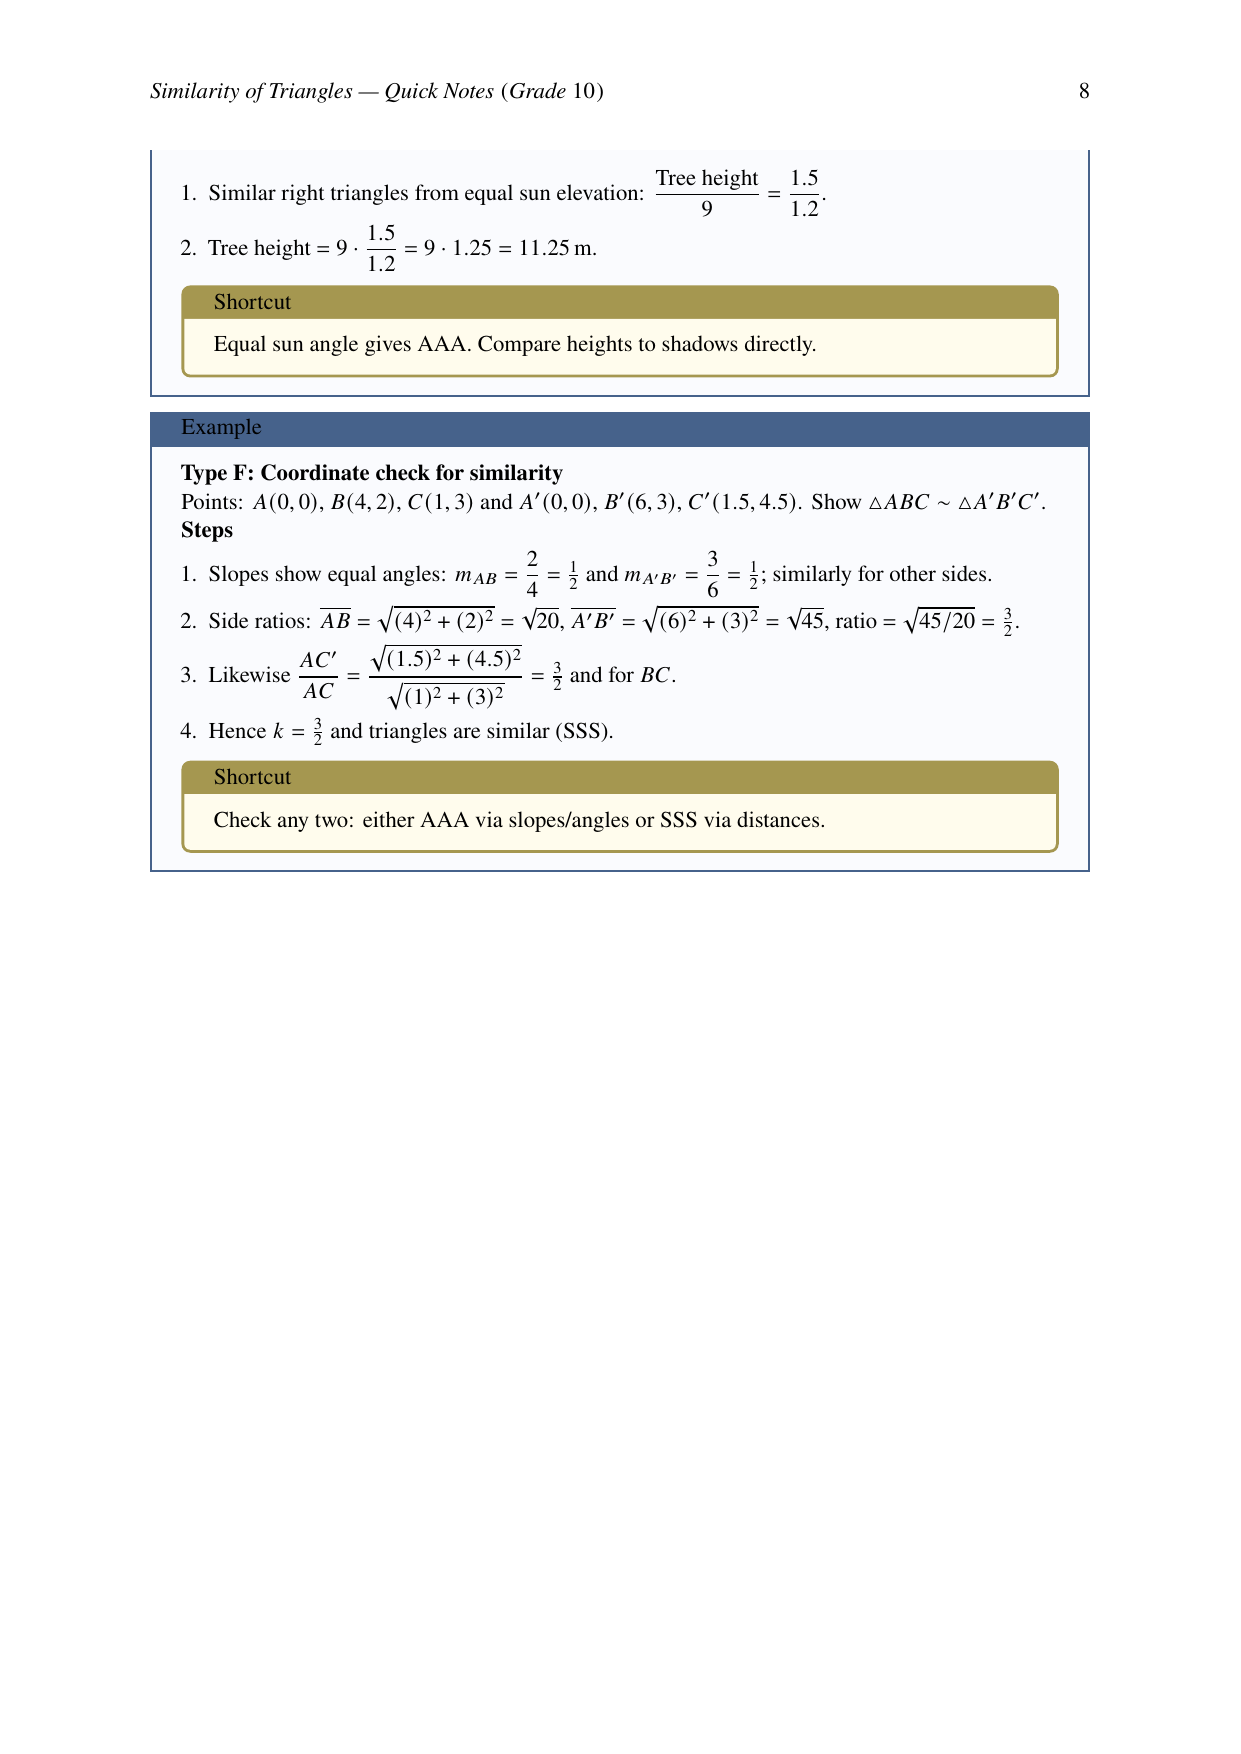 Similarity of Triangles — Quick Notes (Grade 10) 8
1. Similar right triangles from equal sun elevation: \frac{Tree height}{9} = \frac{1.5}{1.2}.
2. Tree height = 9 · \frac{1.5}{1.2} = 9 · 1.25 = 11.25 m.
Shortcut
Equal sun angle gives AAA. Compare heights to shadows directly.
Example
Type F: Coordinate check for similarity
Points: A(0, 0), B(4, 2), C(1, 3) and A′(0, 0), B′(6, 3), C′(1.5, 4.5). Show △ABC ∼ △A′B′C′.
Steps
1. Slopes show equal angles: m_{AB} = \frac{2}{4} = \frac{1}{2} and m_{A′B′} = \frac{3}{6} = \frac{1}{2}; similarly for other sides.
2. Side ratios: \overline{AB} = \sqrt{(4)^2 + (2)^2} = \sqrt{20}, \overline{A′B′} = \sqrt{(6)^2 + (3)^2} = \sqrt{45}, ratio = \sqrt{45/20} = \frac{3}{2}.
3. Likewise \frac{AC′}{AC} = \frac{\sqrt{(1.5)^2 + (4.5)^2}}{\sqrt{(1)^2 + (3)^2}} = \frac{3}{2} and for BC.
4. Hence k = \frac{3}{2} and triangles are similar (SSS).
Shortcut
Check any two: either AAA via slopes/angles or SSS via distances.